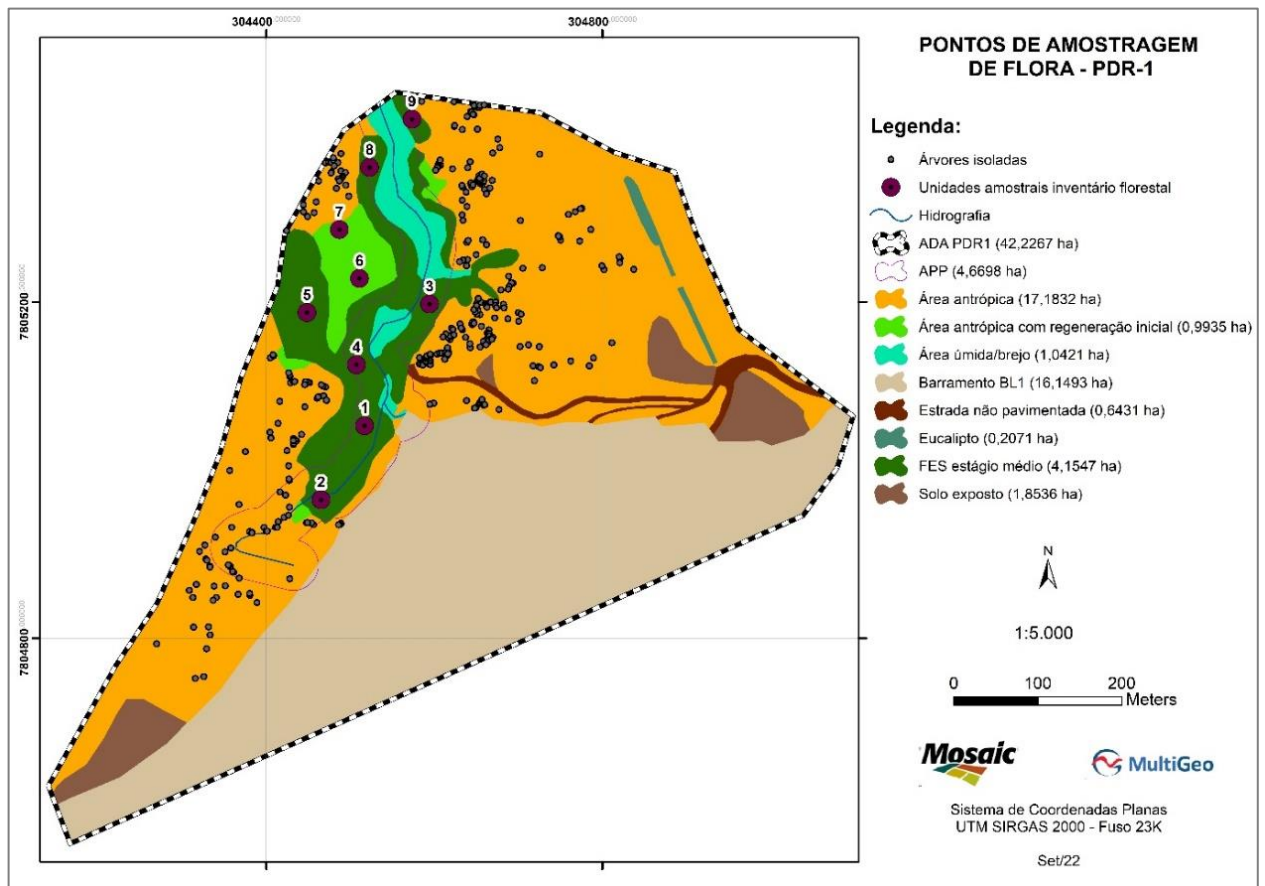 304400,000000
304800,000000
7805200,000000
7804800,000000
9
8
7
6
5
3
4
1
2
PONTOS DE AMOSTRAGEM
DE FLORA - PDR-1
Legenda:
Árvores isoladas
Unidades amostrais inventário florestal
Hidrografia
ADA PDR1 (42,2267 ha)
APP (4,6698 ha)
Área antrópica (17,1832 ha)
Área antrópica com regeneração inicial (0,9935 ha)
Área úmida/brejo (1,0421 ha)
Barramento BL1 (16,1493 ha)
Estrada não pavimentada (0,6431 ha)
Eucalipto (0,2071 ha)
FES estágio médio (4,1547 ha)
Solo exposto (1,8536 ha)
N
1:5.000
0 100 200
Meters
Mosaic
MultiGeo
Sistema de Coordenadas Planas
UTM SIRGAS 2000 - Fuso 23K
Set/22